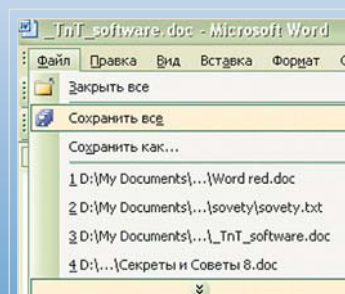 _TnT_software.doc - Microsoft Word
Файл Правка Вид Вставка Формат
Закрыть все
Сохранить все
Сохранить как...
1 D:\My Documents\...\Word red.doc
2 D:\My Documents\...\sovety\sovety.txt
3 D:\My Documents\...\_TnT_software.doc
4 D:\...\Секреты и Советы 8.doc